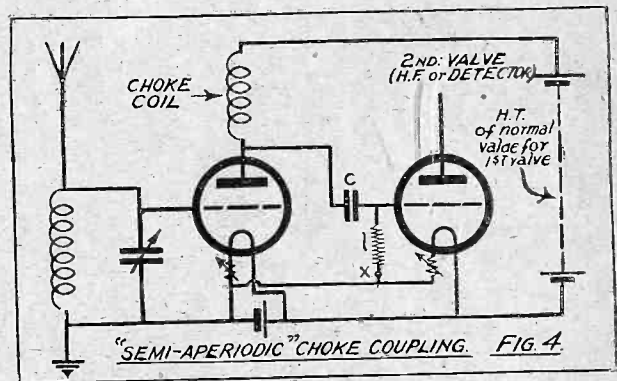 2ND: VALVE
(H.F. or DETECTOR)
CHOKE
COIL
H.T.
of normal
value for
1ST valve
C
X
"SEMI-APERIODIC" CHOKE COUPLING. FIG. 4.